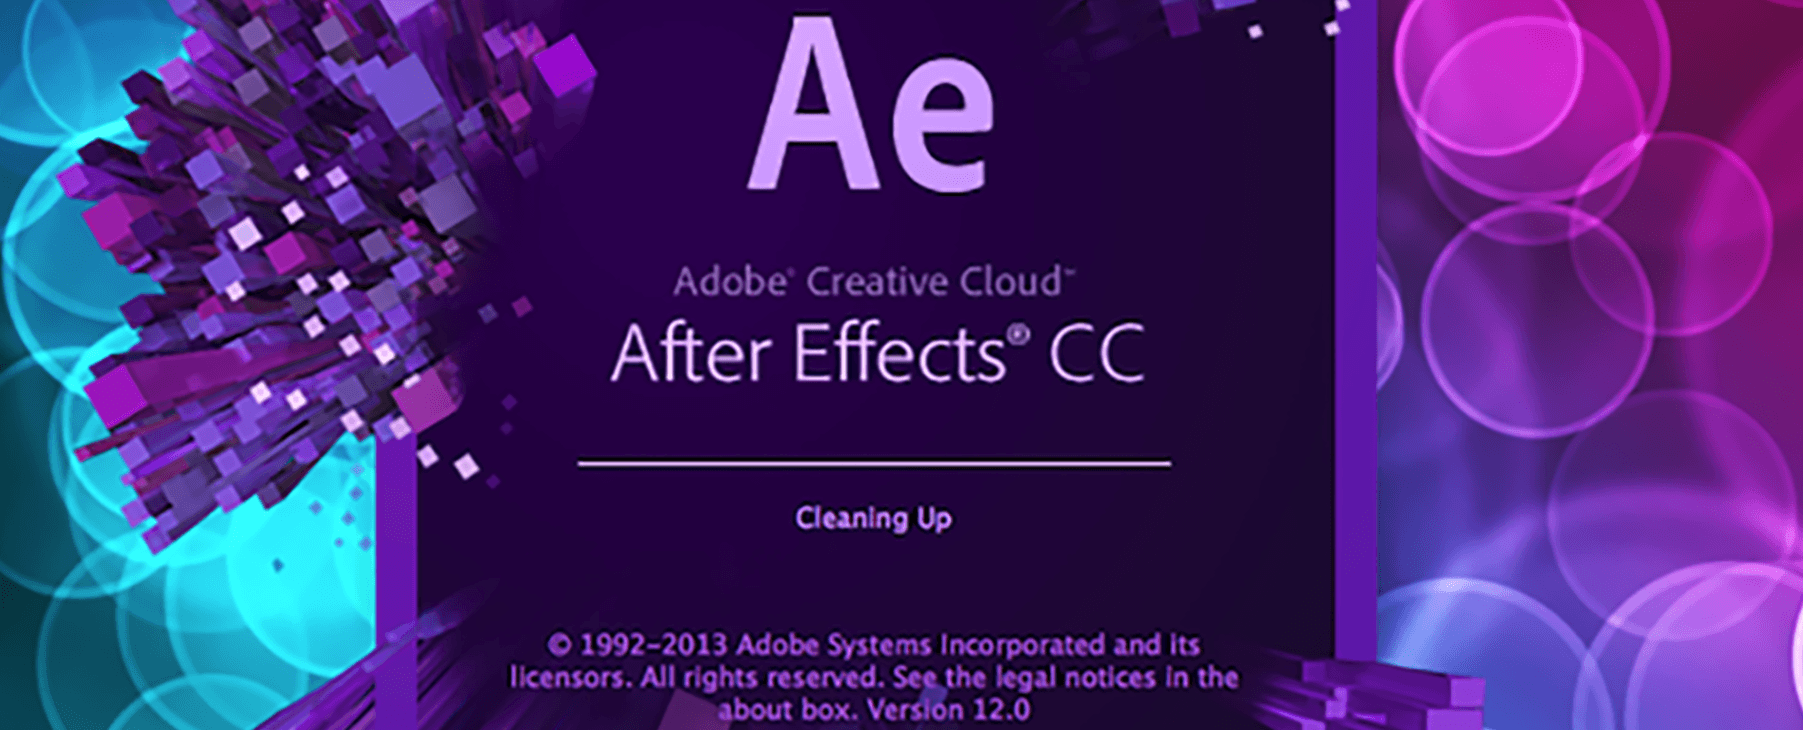 Ae
Adobe® Creative Cloud™
After Effects® CC
Cleaning Up
© 1992–2013 Adobe Systems Incorporated and its
licensors. All rights reserved. See the legal notices in the
about box. Version 12.0